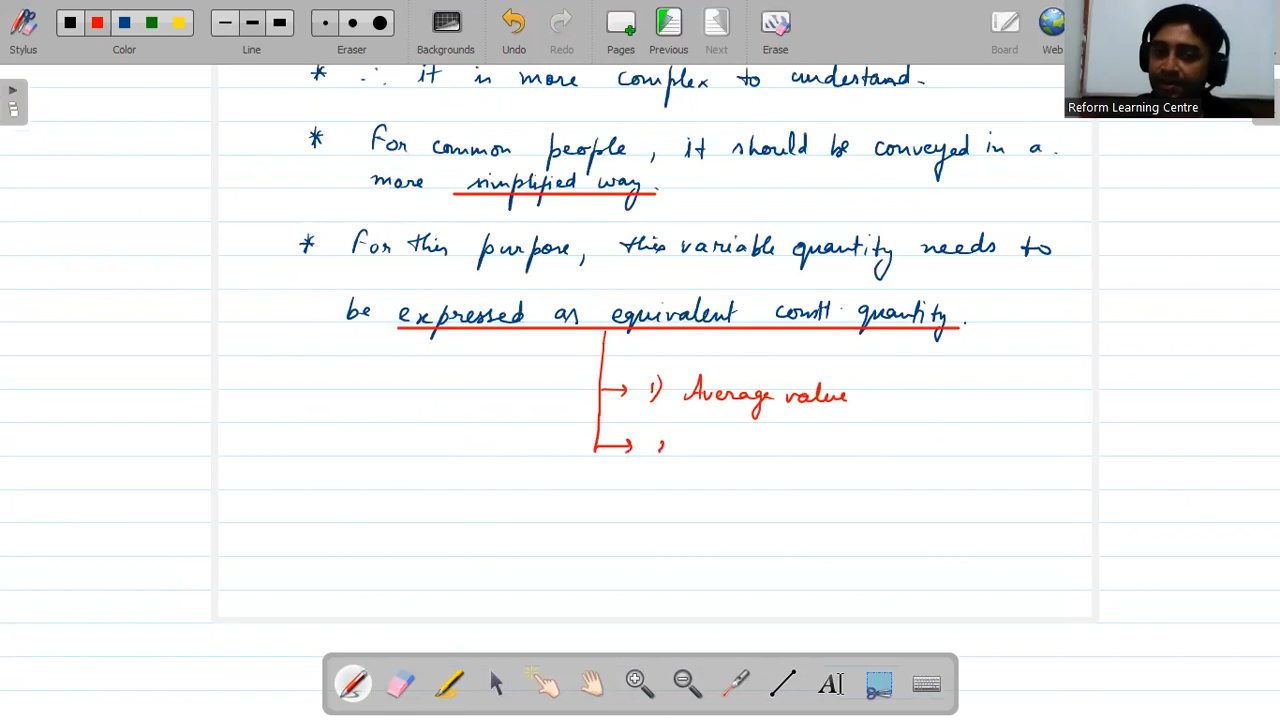 Stylus Color Line Eraser Backgrounds Undo Redo Pages Previous Next Erase Board Web
Reform Learning Centre
* ∴ it is more complex to understand.
* For common people, it should be conveyed in a
more simplified way.
* For this purpose, this variable quantity needs to
be expressed as equivalent constt. quantity.
1) Average value